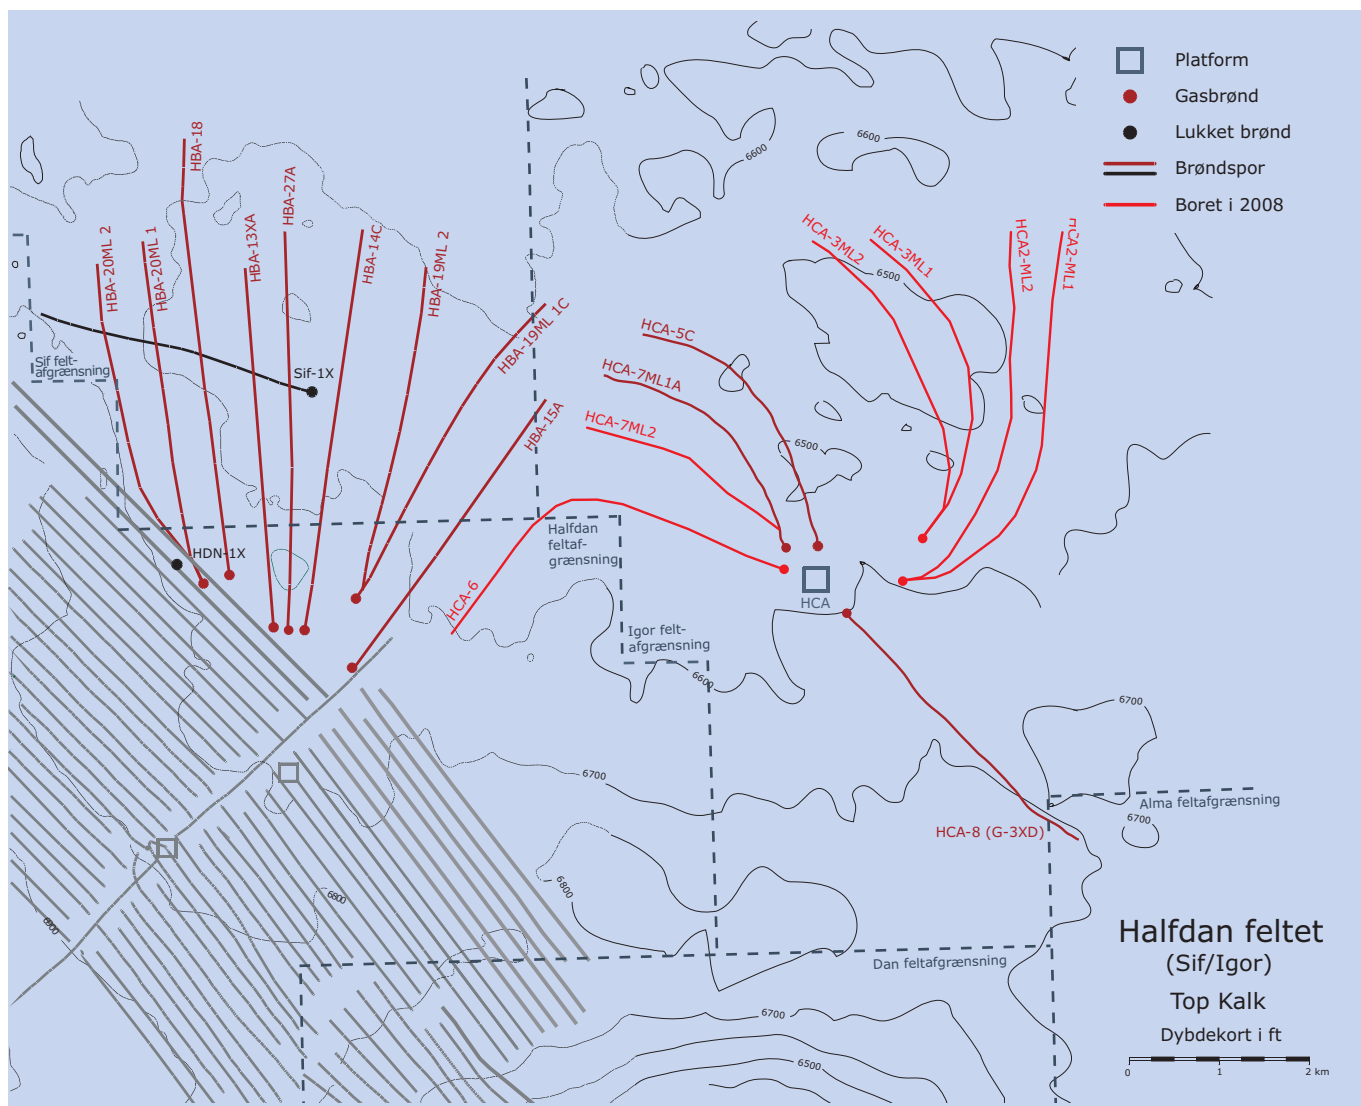 Platform
Gasbrønd
Lukket brønd
Brøndspor
Boret i 2008
HBA-18
HBA-27A
HBA-20ML 2
HBA-20ML 1
HBA-13XA
HBA-14C
HBA-19ML 2
HBA-19ML 1C
HBA-15A
HCA-5C
HCA-7ML1A
HCA-7ML2
HCA-6
HCA-3ML2
HCA-3ML1
HCA2-ML2
HCA2-ML1
6600
6600
6500
6500
Sif felt-
afgrænsning
Sif-1X
HDN-1X
Halfdan
feltaf-
grænsning
HCA
Igor felt-
afgrænsning
6600
6700
6700
Alma feltafgrænsning
6700
HCA-8 (G-3XD)
6800
6800
6900
Dan feltafgrænsning
6700
6500
Halfdan feltet
(Sif/Igor)
Top Kalk
Dybdekort i ft
0 1 2 km